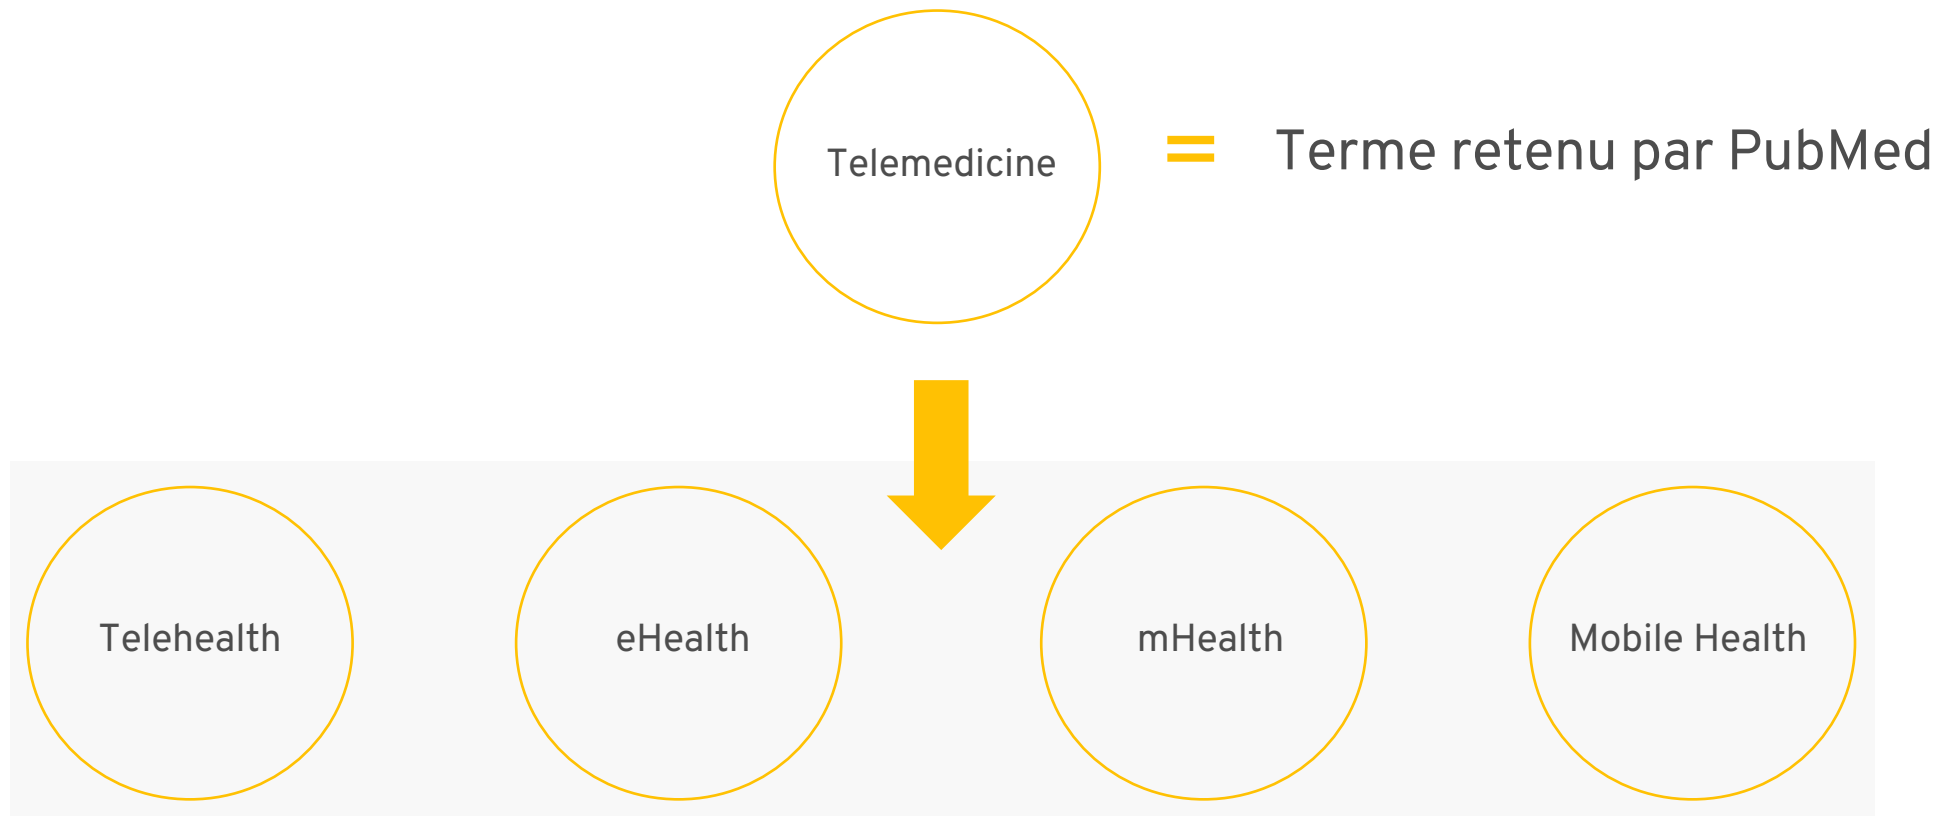 Telemedicine
= Terme retenu par PubMed
Telehealth
eHealth
mHealth
Mobile Health